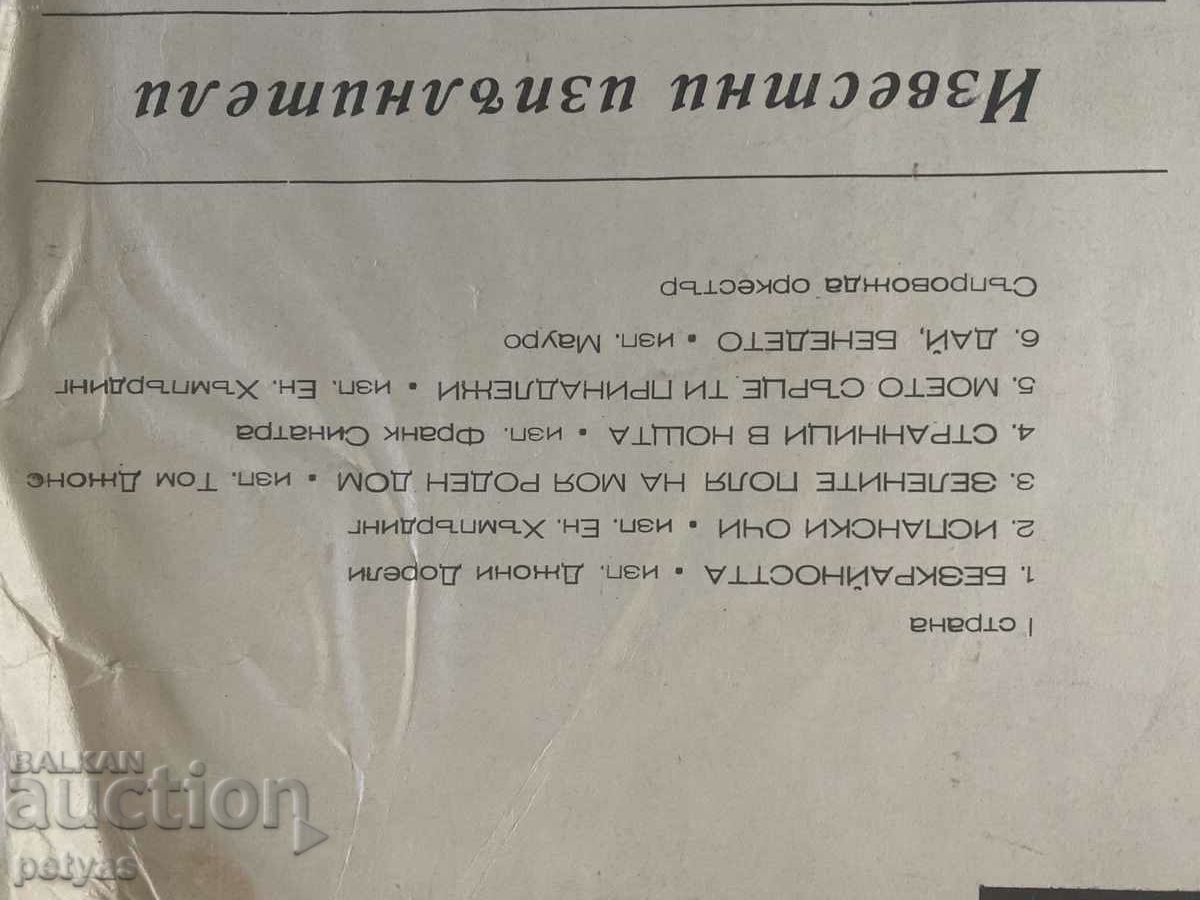 I страна
1. БЕЗКРАЙНОСТТА ▪ изп. Джони Дорели
2. ИСПАНСКИ ОЧИ ▪ изп. Ен. Хъмпърдинг
3. ЗЕЛЕНИТЕ ПОЛЯ НА МОЯ РОДЕН ДОМ ▪ изп. Том Джонс
4. СТРАННИЦИ В НОЩТА ▪ изп. Франк Синатра
5. МОЕТО СЪРЦЕ ТИ ПРИНАДЛЕЖИ ▪ изп. Ен. Хъмпърдинг
6. ДАЙ, БЕНЕДЕТО ▪ изп. Мауро
Съпровожда оркестър
Известни изпълнители
BALKAN
auction
petyas